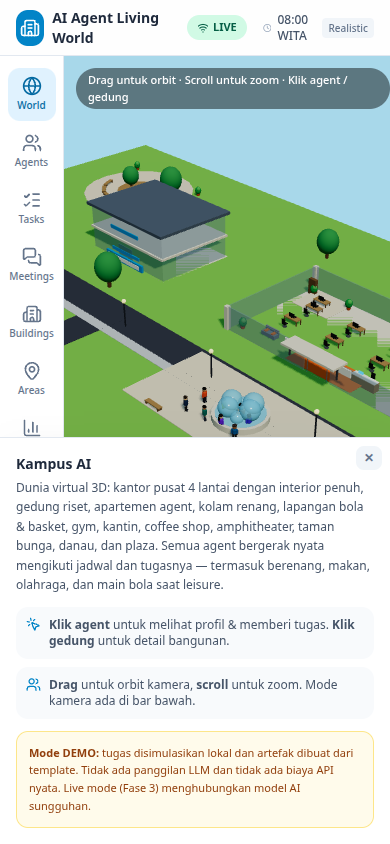 AI Agent Living
World
LIVE
08:00
WITA
Realistic
World
Agents
Tasks
Meetings
Buildings
Areas
Drag untuk orbit · Scroll untuk zoom · Klik agent /
gedung
Kampus AI
Dunia virtual 3D: kantor pusat 4 lantai dengan interior penuh,
gedung riset, apartemen agent, kolam renang, lapangan bola
& basket, gym, kantin, coffee shop, amphitheater, taman
bunga, danau, dan plaza. Semua agent bergerak nyata
mengikuti jadwal dan tugasnya — termasuk berenang, makan,
olahraga, dan main bola saat leisure.
Klik agent untuk melihat profil & memberi tugas. Klik
gedung untuk detail bangunan.
Drag untuk orbit kamera, scroll untuk zoom. Mode
kamera ada di bar bawah.
Mode DEMO: tugas disimulasikan lokal dan artefak dibuat dari
template. Tidak ada panggilan LLM dan tidak ada biaya API
nyata. Live mode (Fase 3) menghubungkan model AI
sungguhan.